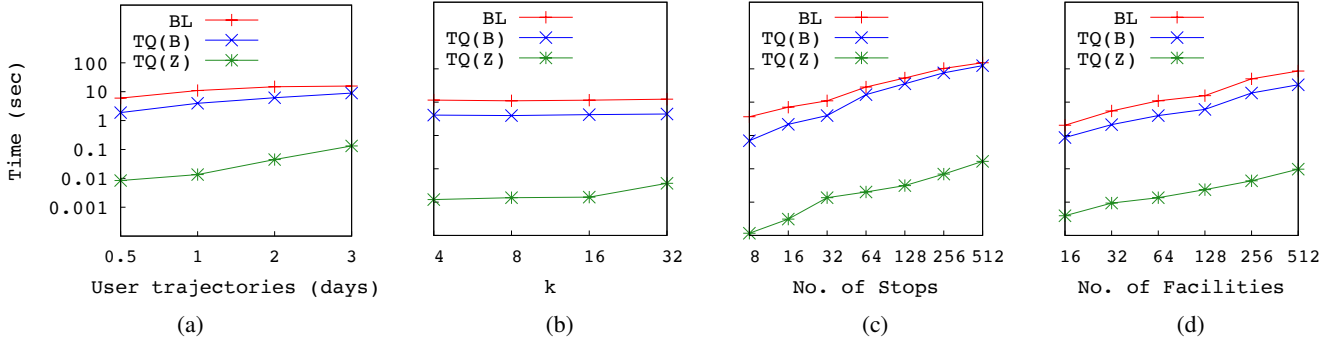 BL
TQ(B)
TQ(Z)
Time (sec)
100
10
1
0.1
0.01
0.001
0.5 1 2 3
User trajectories (days)
(a)
BL
TQ(B)
TQ(Z)
4 8 16 32
k
(b)
BL
TQ(B)
TQ(Z)
8 16 32 64 128 256 512
No. of Stops
(c)
BL
TQ(B)
TQ(Z)
16 32 64 128 256 512
No. of Facilities
(d)